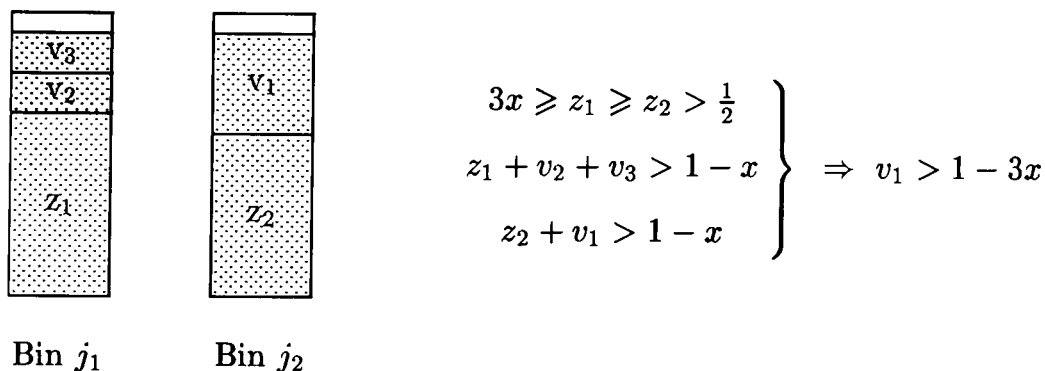 v₃
v₂
z₁
Bin j₁
v₁
z₂
Bin j₂
3x ⩾ z₁ ⩾ z₂ > 1/2
z₁ + v₂ + v₃ > 1 − x
z₂ + v₁ > 1 − x
} ⇒ v₁ > 1 − 3x